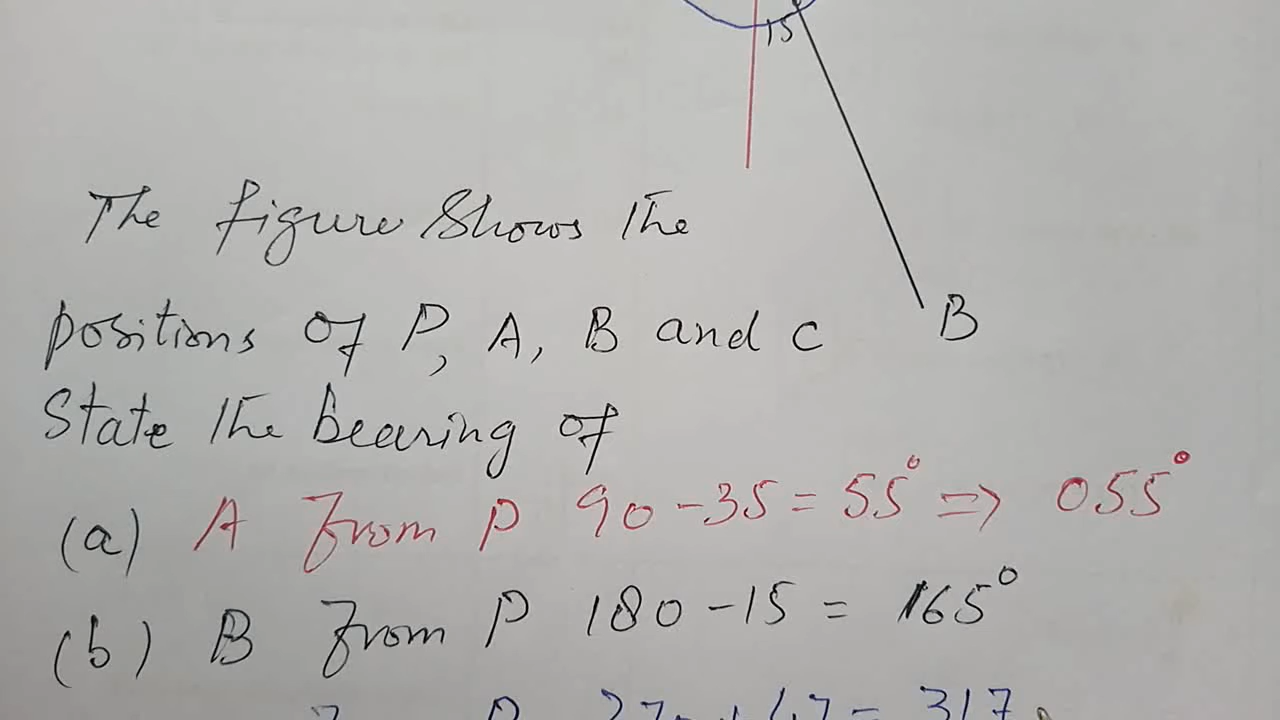 15
The figure shows the
positions of P, A, B and C
B
State the bearing of
(a) A from P 90 - 35 = 55° => 055°
(b) B from P 180 - 15 = 165°
P 317